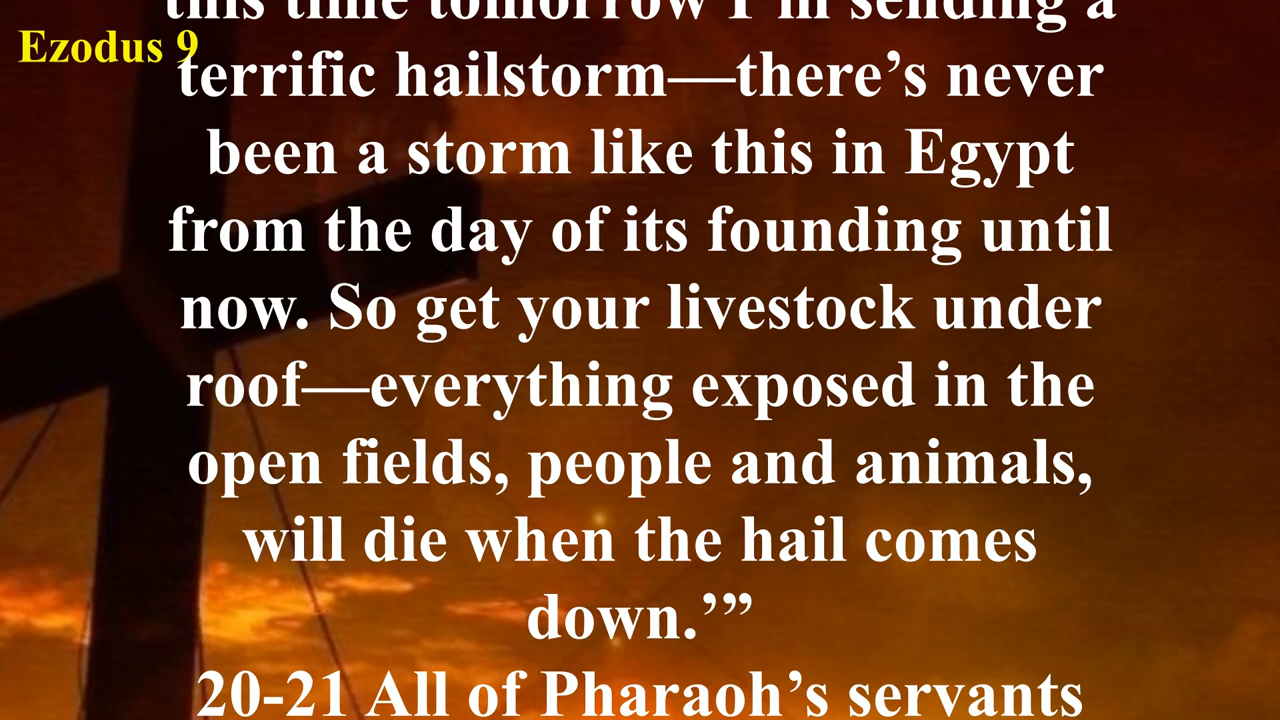 this time tomorrow I'm sending a
Ezodus 9
terrific hailstorm—there’s never
been a storm like this in Egypt
from the day of its founding until
now. So get your livestock under
roof—everything exposed in the
open fields, people and animals,
will die when the hail comes
down.’”
20-21 All of Pharaoh’s servants